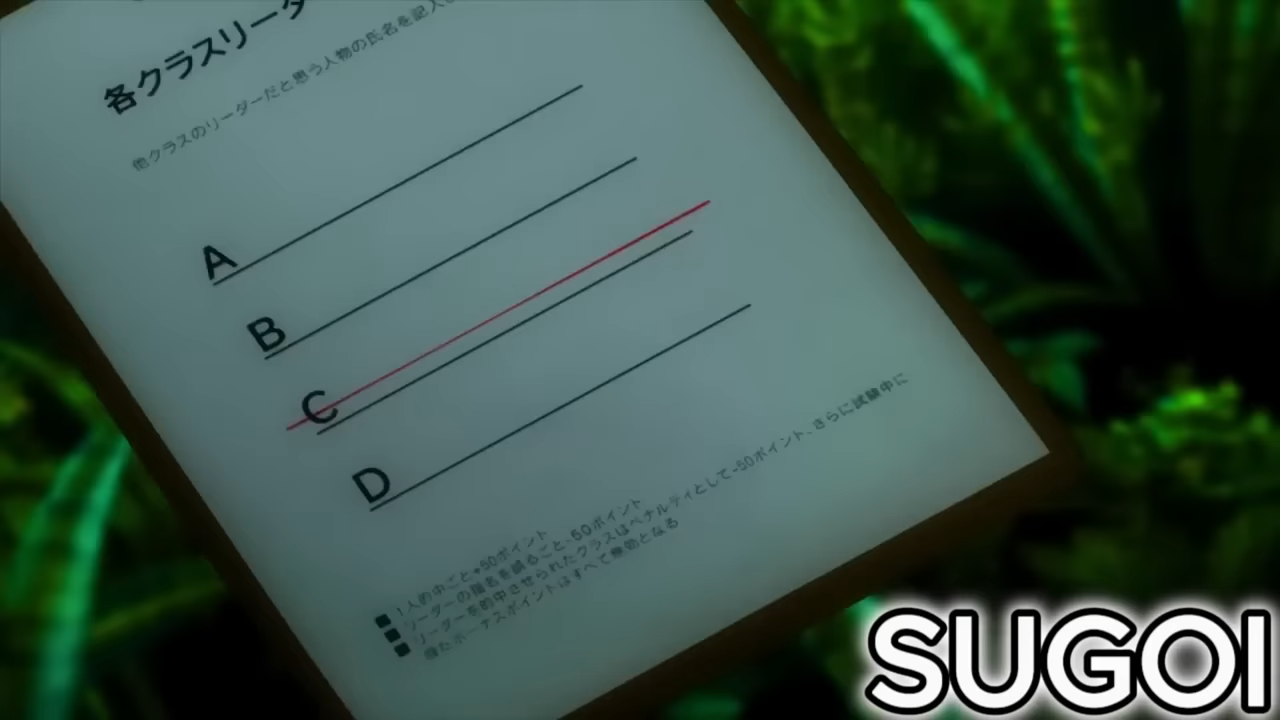 各クラスリーダ
他クラスのリーダーだと思う人物の氏名を記入
A
B
C
D
1人的中ごと+50ポイント
リーダーの指名を誤るごと-50ポイント
リーダーを的中させられたクラスはペナルティとして-50ポイント、さらに試験中に
得たボーナスポイントはすべて無効となる
SUGOI